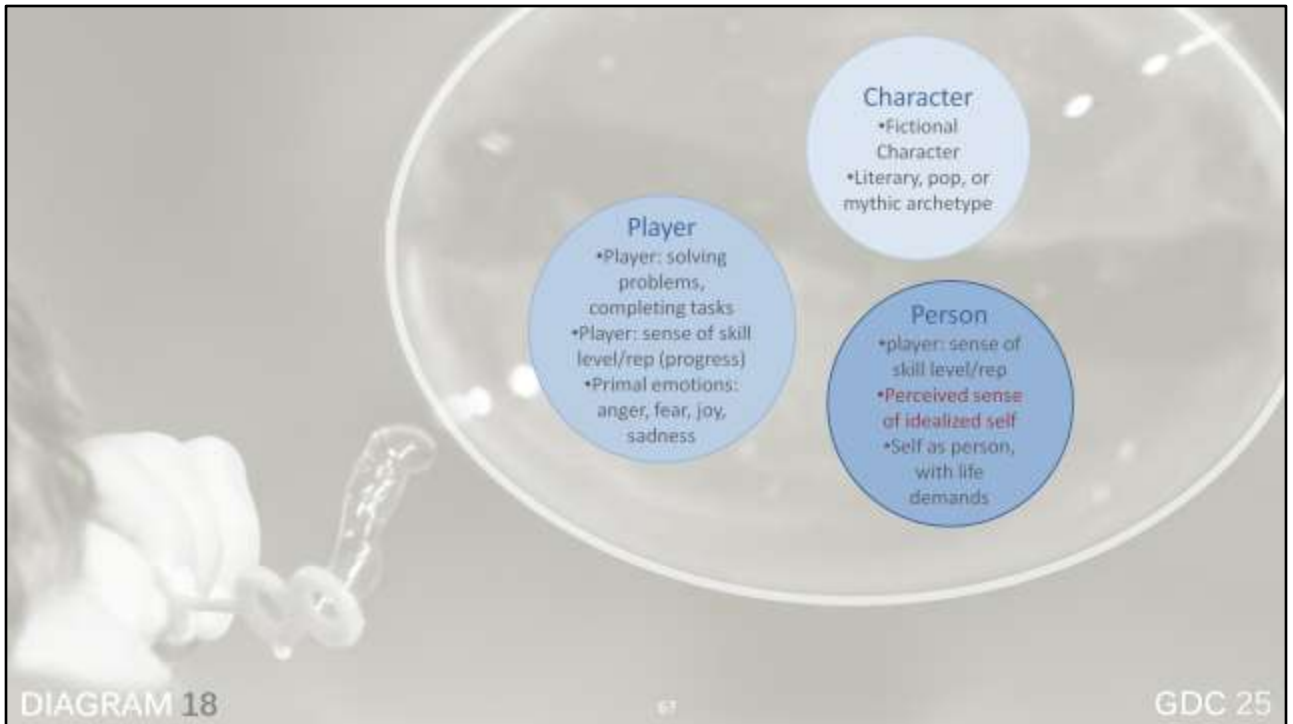 Character
•Fictional
Character
•Literary, pop, or
mythic archetype
Player
•Player: solving
problems,
completing tasks
•Player: sense of skill
level/rep (progress)
•Primal emotions:
anger, fear, joy,
sadness
Person
•player: sense of
skill level/rep
•Perceived sense
of idealized self
•Self as person,
with life
demands
DIAGRAM 18
67
GDC 25